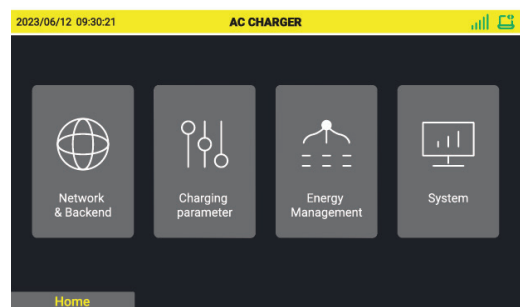 2023/06/12 09:30:21
AC CHARGER
Network
& Backend
Charging
parameter
Energy
Management
System
Home